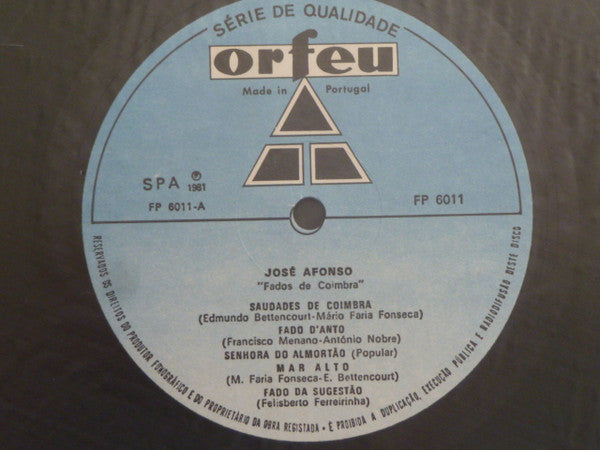 SÉRIE DE QUALIDADE
orfeu
Made in Portugal
SPA ℗ 1981
FP 6011-A
FP 6011
JOSÉ AFONSO
"Fados de Coimbra"
SAUDADES DE COIMBRA
(Edmundo Bettencourt-Mário Faria Fonseca)
FADO D'ANTO
(Francisco Menano-António Nobre)
SENHORA DO ALMORTÃO (Popular)
MAR ALTO
(M. Faria Fonseca-E. Bettencourt)
FADO DA SUGESTÃO
(Felisberto Ferreirinha)
RESERVADOS OS DIREITOS DO PRODUTOR FONOGRÁFICO E DO PROPRIETÁRIO DA OBRA REGISTADA • É PROIBIDA A DUPLICAÇÃO, EXECUÇÃO PÚBLICA E RADIODIFUSÃO DESTE DISCO